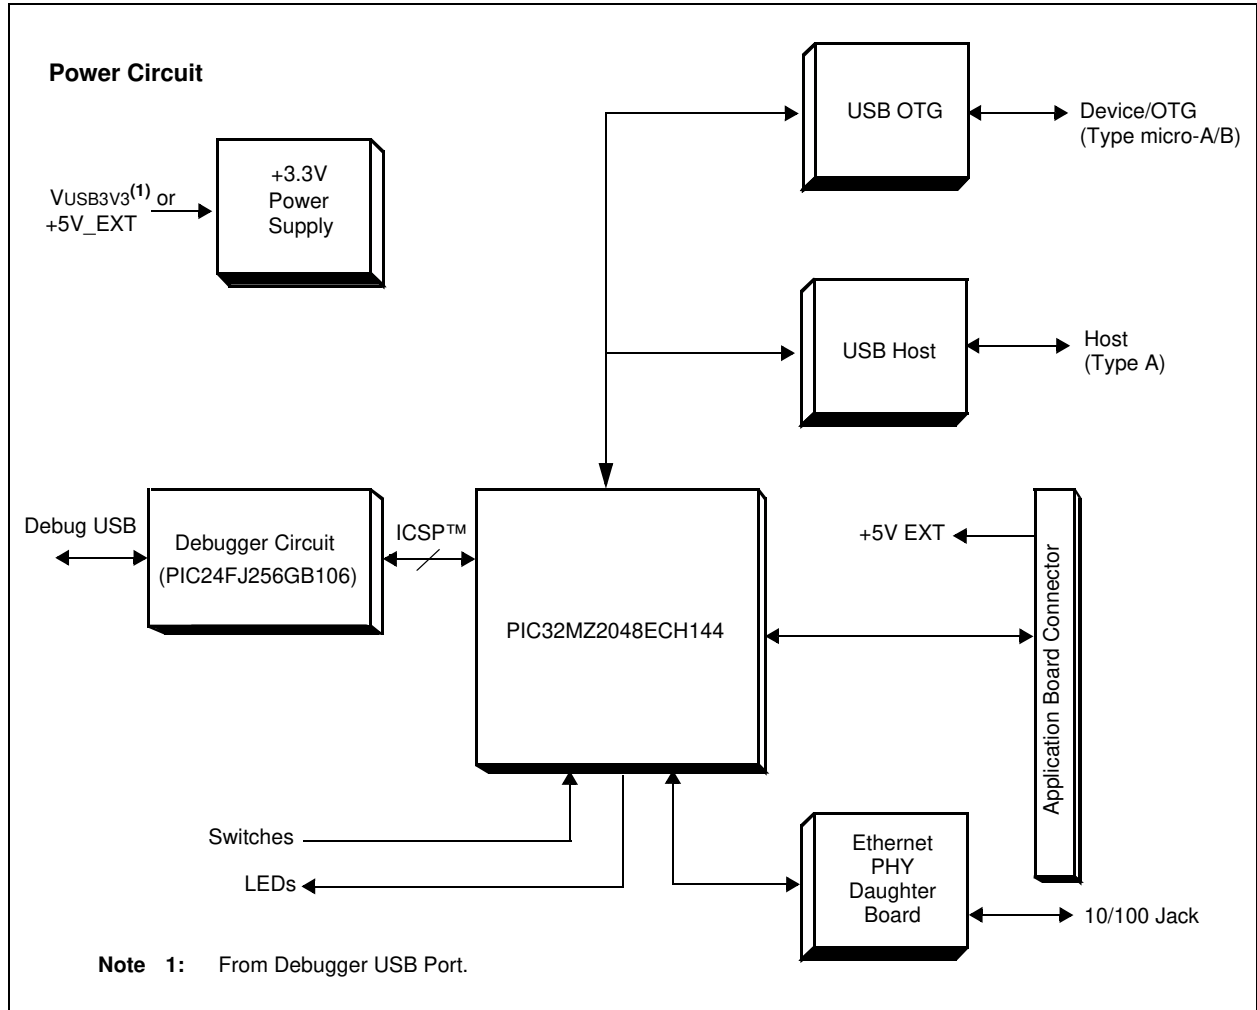 Power Circuit
VUSB3V3(1) or
+5V_EXT
+3.3V
Power
Supply
USB OTG
Device/OTG
(Type micro-A/B)
USB Host
Host
(Type A)
Debug USB
Debugger Circuit
(PIC24FJ256GB106)
ICSP™
PIC32MZ2048ECH144
+5V EXT
Application Board Connector
Switches
LEDs
Ethernet
PHY
Daughter
Board
10/100 Jack
Note 1: From Debugger USB Port.